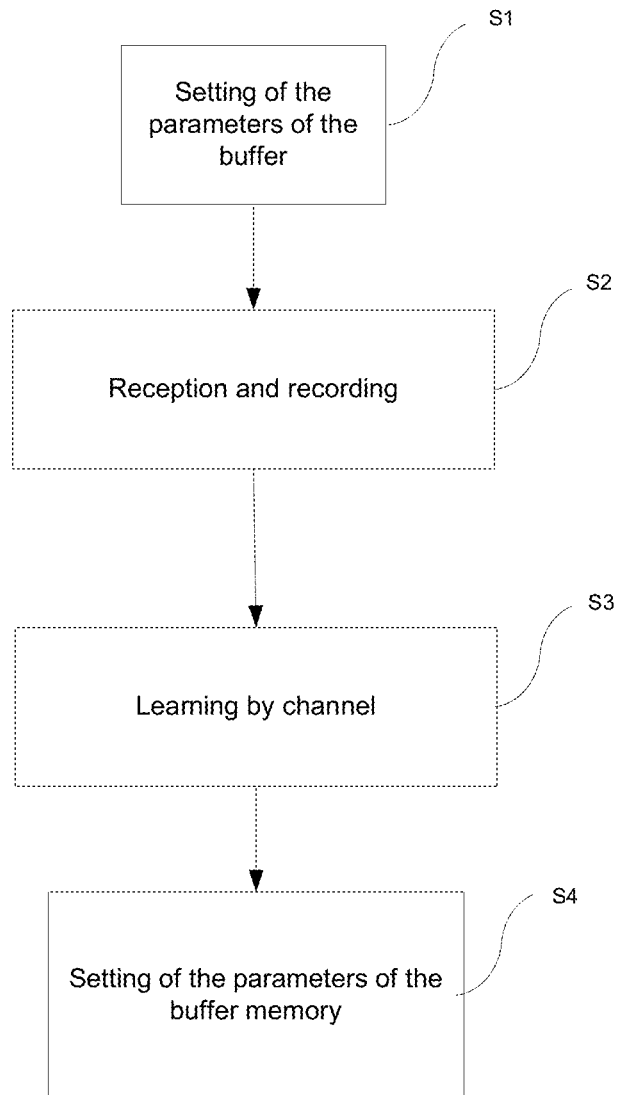 S1
Setting of the
parameters of the
buffer
S2
Reception and recording
S3
Learning by channel
S4
Setting of the parameters of the
buffer memory